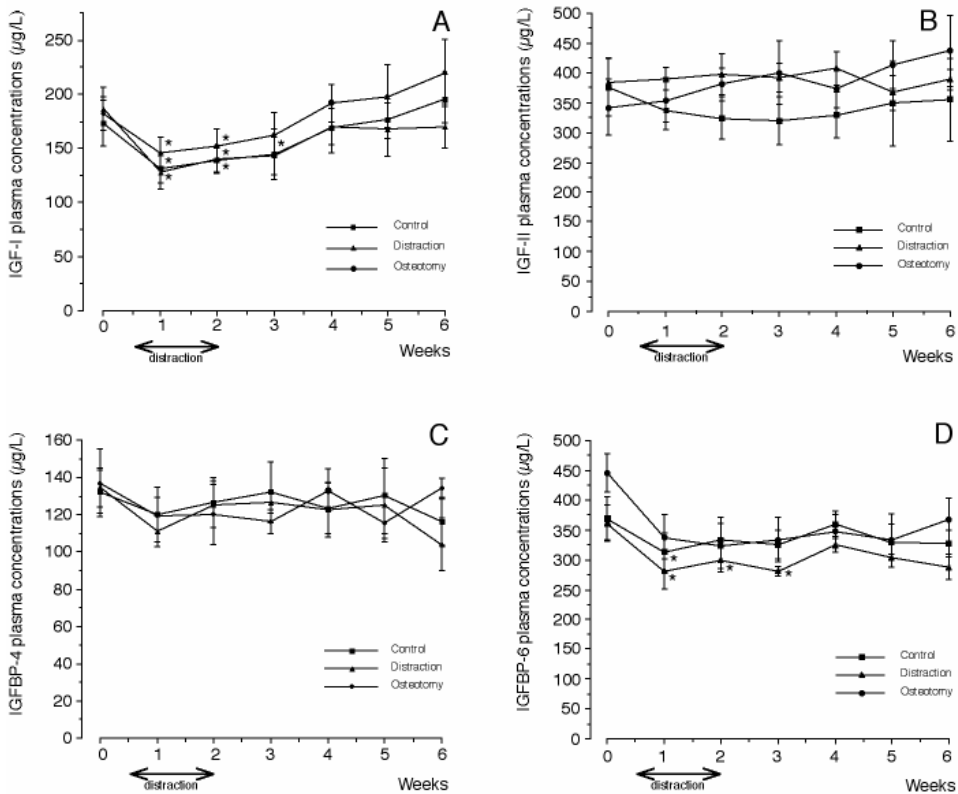 A
IGF-I plasma concentrations (µg/L)
250
200
150
100
50
0
* * *
* * *
*
Control
Distraction
Osteotomy
0 1 2 3 4 5 6
distraction
Weeks
B
IGF-II plasma concentrations (µg/L)
500
450
400
350
300
250
200
150
100
50
0
Control
Distraction
Osteotomy
0 1 2 3 4 5 6
distraction
Weeks
C
IGFBP-4 plasma concentrations (µg/L)
160
140
120
100
80
60
40
20
0
Control
Distraction
Osteotomy
0 1 2 3 4 5 6
distraction
Weeks
D
IGFBP-6 plasma concentrations (µg/L)
500
450
400
350
300
250
200
150
100
50
0
* *
*
*
Control
Distraction
Osteotomy
0 1 2 3 4 5 6
distraction
Weeks